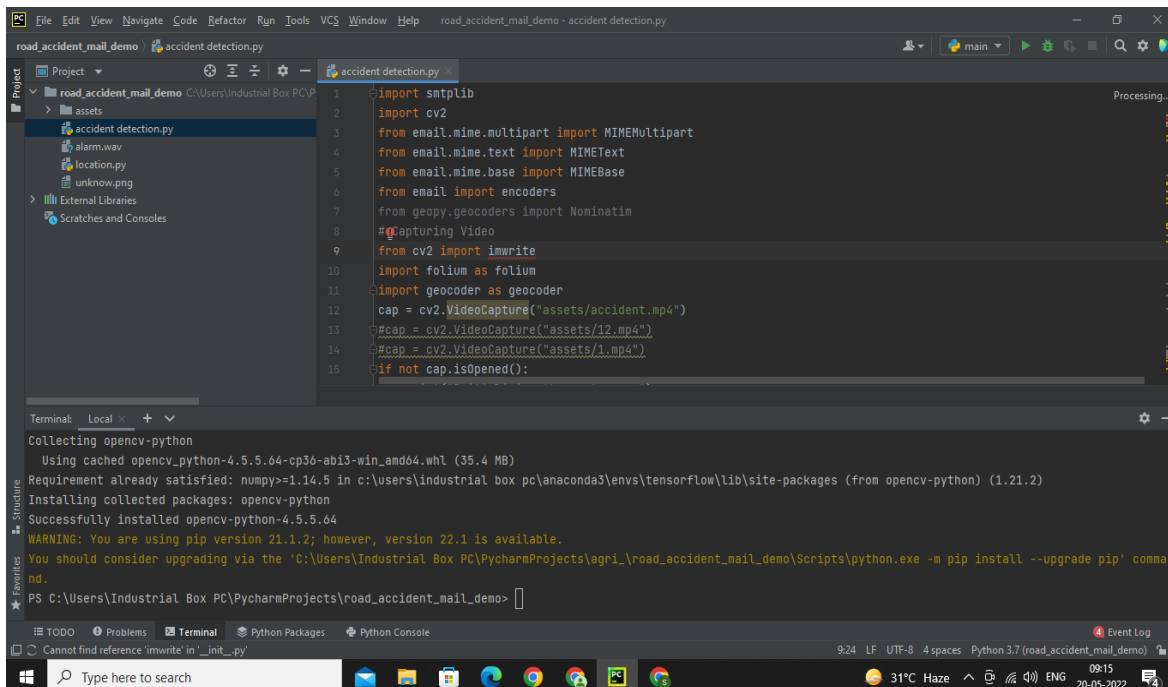 PC File Edit View Navigate Code Refactor Run Tools VCS Window Help road_accident_mail_demo - accident detection.py
road_accident_mail_demo accident detection.py main
Project Project accident detection.py
road_accident_mail_demo C:\Users\Industrial Box PC\P
assets
accident detection.py
alarm.wav
location.py
unknow.png
External Libraries
Scratches and Consoles
Processing...
1 import smtplib
2 import cv2
3 from email.mime.multipart import MIMEMultipart
4 from email.mime.text import MIMEText
5 from email.mime.base import MIMEBase
6 from email import encoders
7 from geopy.geocoders import Nominatim
8 # Capturing Video
9 from cv2 import imwrite
10 import folium as folium
11 import geocoder as geocoder
12 cap = cv2.VideoCapture("assets/accident.mp4")
13 #cap = cv2.VideoCapture("assets/12.mp4")
14 #cap = cv2.VideoCapture("assets/1.mp4")
15 if not cap.isOpened():
Terminal: Local
Collecting opencv-python
Using cached opencv_python-4.5.5.64-cp36-abi3-win_amd64.whl (35.4 MB)
Requirement already satisfied: numpy>=1.14.5 in c:\users\industrial box pc\anaconda3\envs\tensorflow\lib\site-packages (from opencv-python) (1.21.2)
Installing collected packages: opencv-python
Successfully installed opencv-python-4.5.5.64
WARNING: You are using pip version 21.1.2; however, version 22.1 is available.
You should consider upgrading via the 'C:\Users\Industrial Box PC\PycharmProjects\agri_\road_accident_mail_demo\Scripts\python.exe -m pip install --upgrade pip' comma
nd.
PS C:\Users\Industrial Box PC\PycharmProjects\road_accident_mail_demo>
Structure
Favorites
TODO Problems Terminal Python Packages Python Console 4 Event Log
Cannot find reference 'imwrite' in '__init__.py' 9:24 LF UTF-8 4 spaces Python 3.7 (road_accident_mail_demo)
Type here to search PC 31°C Haze ENG 09:15
20-05-2022 4